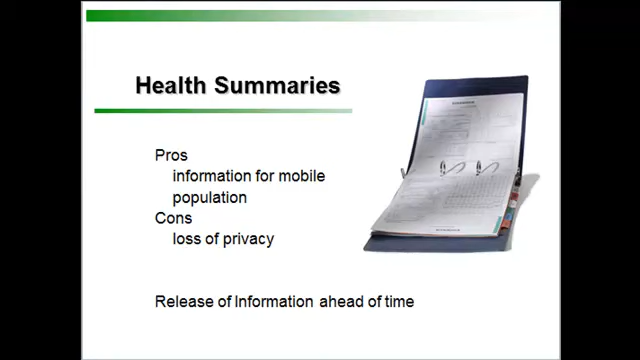 Health Summaries
Pros
information for mobile
population
Cons
loss of privacy
Release of Information ahead of time